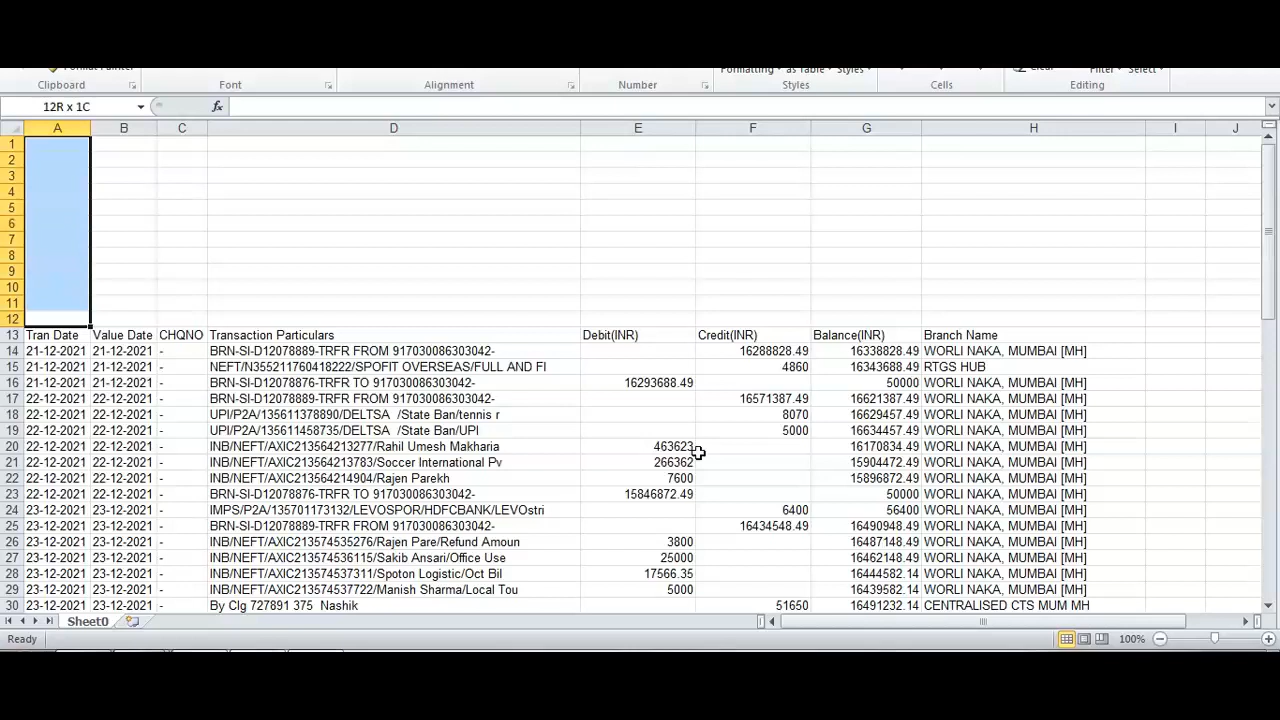 Clipboard Font Alignment Number Styles Cells Editing
12R x 1C fx
A B C D E F G H I J
1
2
3
4
5
6
7
8
9
10
11
12
13 Tran Date Value Date CHQNO Transaction Particulars Debit(INR) Credit(INR) Balance(INR) Branch Name
14 21-12-2021 21-12-2021 - BRN-SI-D12078889-TRFR FROM 917030086303042- 16288828.49 16338828.49 WORLI NAKA, MUMBAI [MH]
15 21-12-2021 21-12-2021 - NEFT/N355211760418222/SPOFIT OVERSEAS/FULL AND FI 4860 16343688.49 RTGS HUB
16 21-12-2021 21-12-2021 - BRN-SI-D12078876-TRFR TO 917030086303042- 16293688.49 50000 WORLI NAKA, MUMBAI [MH]
17 22-12-2021 22-12-2021 - BRN-SI-D12078889-TRFR FROM 917030086303042- 16571387.49 16621387.49 WORLI NAKA, MUMBAI [MH]
18 22-12-2021 22-12-2021 - UPI/P2A/135611378890/DELTSA /State Ban/tennis r 8070 16629457.49 WORLI NAKA, MUMBAI [MH]
19 22-12-2021 22-12-2021 - UPI/P2A/135611458735/DELTSA /State Ban/UPI 5000 16634457.49 WORLI NAKA, MUMBAI [MH]
20 22-12-2021 22-12-2021 - INB/NEFT/AXIC213564213277/Rahil Umesh Makharia 463623 16170834.49 WORLI NAKA, MUMBAI [MH]
21 22-12-2021 22-12-2021 - INB/NEFT/AXIC213564213783/Soccer International Pv 266362 15904472.49 WORLI NAKA, MUMBAI [MH]
22 22-12-2021 22-12-2021 - INB/NEFT/AXIC213564214904/Rajen Parekh 7600 15896872.49 WORLI NAKA, MUMBAI [MH]
23 22-12-2021 22-12-2021 - BRN-SI-D12078876-TRFR TO 917030086303042- 15846872.49 50000 WORLI NAKA, MUMBAI [MH]
24 23-12-2021 23-12-2021 - IMPS/P2A/135701173132/LEVOSPOR/HDFCBANK/LEVOstri 6400 56400 WORLI NAKA, MUMBAI [MH]
25 23-12-2021 23-12-2021 - BRN-SI-D12078889-TRFR FROM 917030086303042- 16434548.49 16490948.49 WORLI NAKA, MUMBAI [MH]
26 23-12-2021 23-12-2021 - INB/NEFT/AXIC213574535276/Rajen Pare/Refund Amoun 3800 16487148.49 WORLI NAKA, MUMBAI [MH]
27 23-12-2021 23-12-2021 - INB/NEFT/AXIC213574536115/Sakib Ansari/Office Use 25000 16462148.49 WORLI NAKA, MUMBAI [MH]
28 23-12-2021 23-12-2021 - INB/NEFT/AXIC213574537311/Spoton Logistic/Oct Bil 17566.35 16444582.14 WORLI NAKA, MUMBAI [MH]
29 23-12-2021 23-12-2021 - INB/NEFT/AXIC213574537722/Manish Sharma/Local Tou 5000 16439582.14 WORLI NAKA, MUMBAI [MH]
30 23-12-2021 23-12-2021 - By Clg 727891 375 Nashik 51650 16491232.14 CENTRALISED CTS MUM MH
Sheet0
Ready 100%